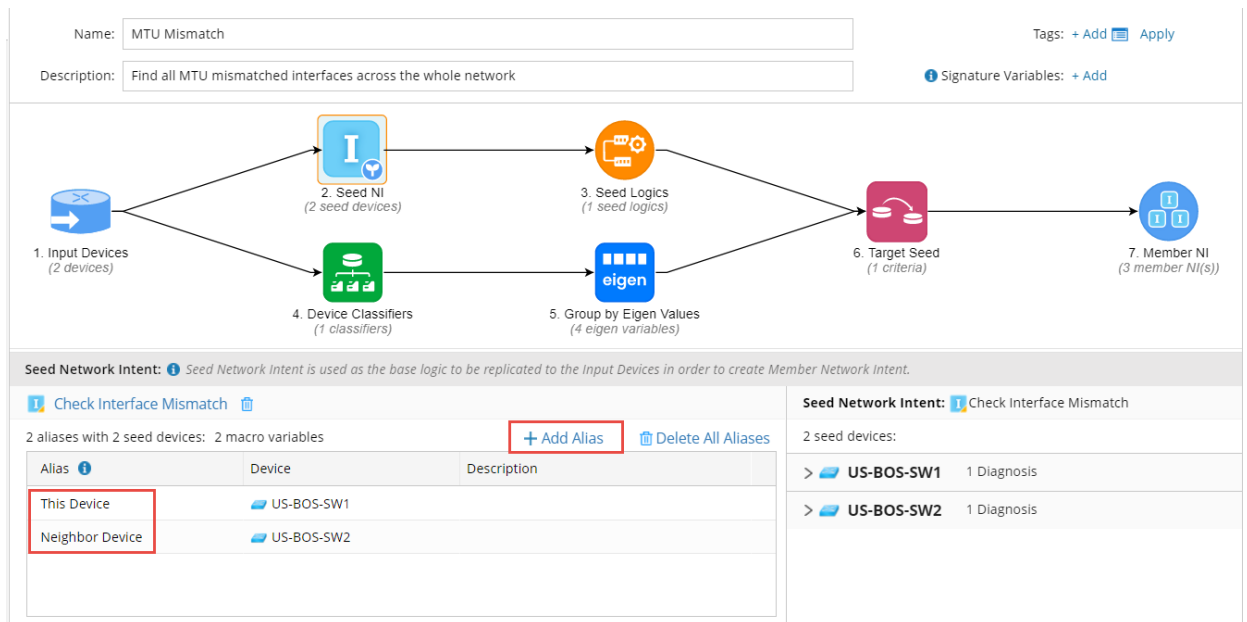 Name: MTU Mismatch Tags: + Add Apply
Description: Find all MTU mismatched interfaces across the whole network Signature Variables: + Add
I
2. Seed NI
(2 seed devices)
3. Seed Logics
(1 seed logics)
1. Input Devices
(2 devices)
6. Target Seed
(1 criteria)
I
I I
7. Member NI
(3 member NI(s))
eigen
4. Device Classifiers
(1 classifiers)
5. Group by Eigen Values
(4 eigen variables)
Seed Network Intent: i Seed Network Intent is used as the base logic to be replicated to the Input Devices in order to create Member Network Intent.
I Check Interface Mismatch
Seed Network Intent: I Check Interface Mismatch
2 aliases with 2 seed devices: 2 macro variables + Add Alias Delete All Aliases
2 seed devices:
Alias i Device Description
US-BOS-SW1 1 Diagnosis
This Device US-BOS-SW1
US-BOS-SW2 1 Diagnosis
Neighbor Device US-BOS-SW2